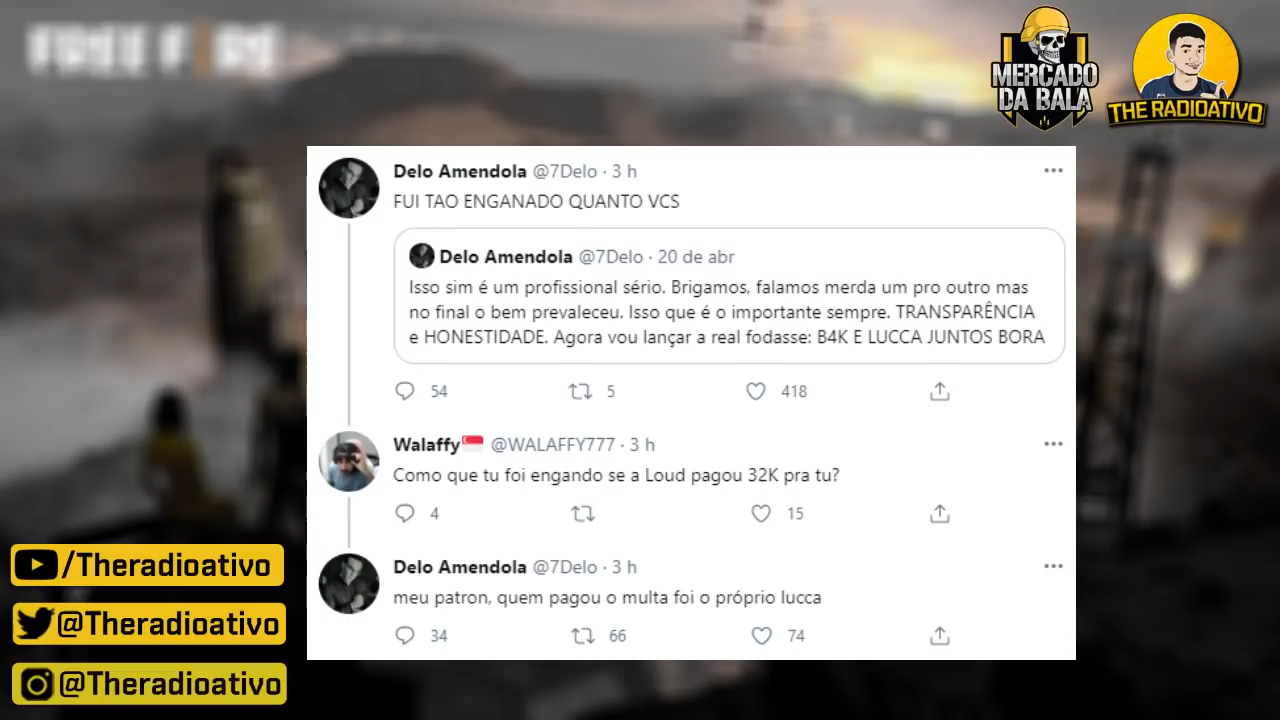 FREE FIRE
MERCADO
DA BALA
THE RADIOATIVO
Delo Amendola @7Delo · 3 h
FUI TAO ENGANADO QUANTO VCS
Delo Amendola @7Delo · 20 de abr
Isso sim é um profissional sério. Brigamos, falamos merda um pro outro mas
no final o bem prevaleceu. Isso que é o importante sempre. TRANSPARÊNCIA
e HONESTIDADE. Agora vou lançar a real fodasse: B4K E LUCCA JUNTOS BORA
54 5 418
Walaffy @WALAFFY777 · 3 h
Como que tu foi engando se a Loud pagou 32K pra tu?
4 15
Delo Amendola @7Delo · 3 h
meu patron, quem pagou o multa foi o próprio lucca
34 66 74
/Theradioativo
@Theradioativo
@Theradioativo